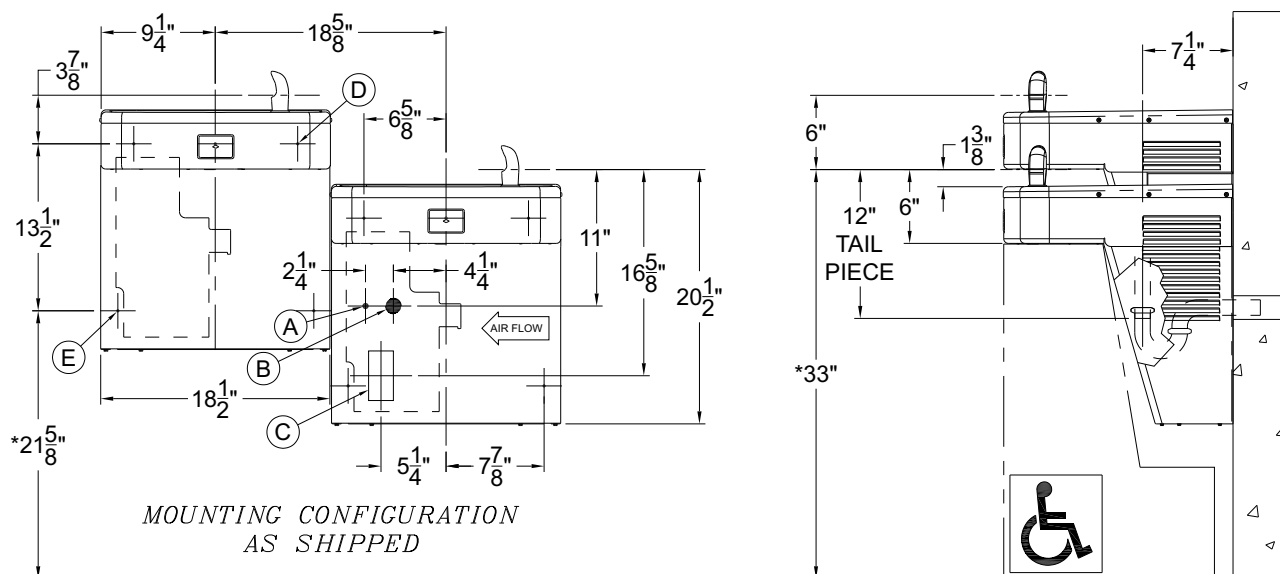 9 1/4"
18 5/8"
3 7/8"
D
6 5/8"
13 1/2"
11"
2 1/4"
4 1/4"
16 5/8"
20 1/2"
A
AIR FLOW
E
B
18 1/2"
C
*21 5/8"
5 1/4"
7 7/8"
MOUNTING CONFIGURATION
AS SHIPPED
7 1/4"
6"
1 3/8"
12"
TAIL
PIECE
6"
*33"